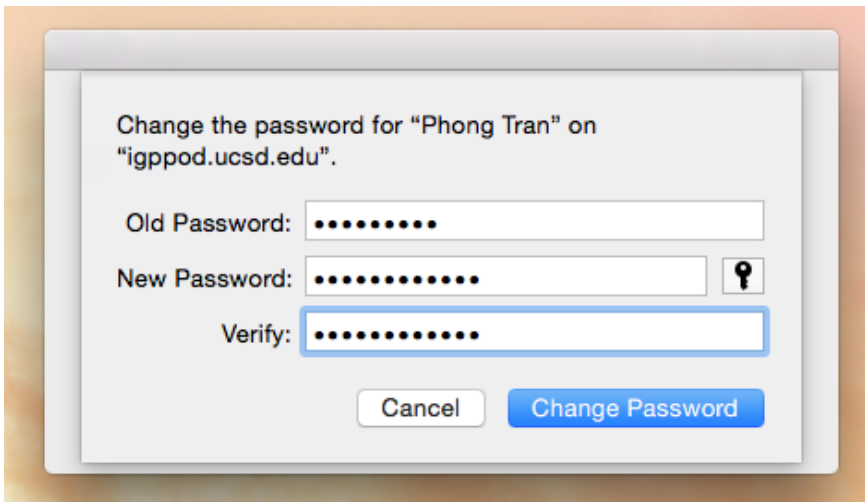 Change the password for “Phong Tran” on
“igppod.ucsd.edu”.
Old Password: •••••••••
New Password: ••••••••••••
Verify: ••••••••••••
Cancel Change Password